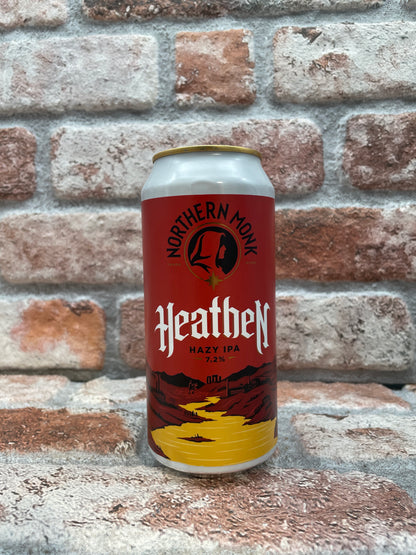 NORTHERN MONK
HeatheN
HAZY IPA
7.2%